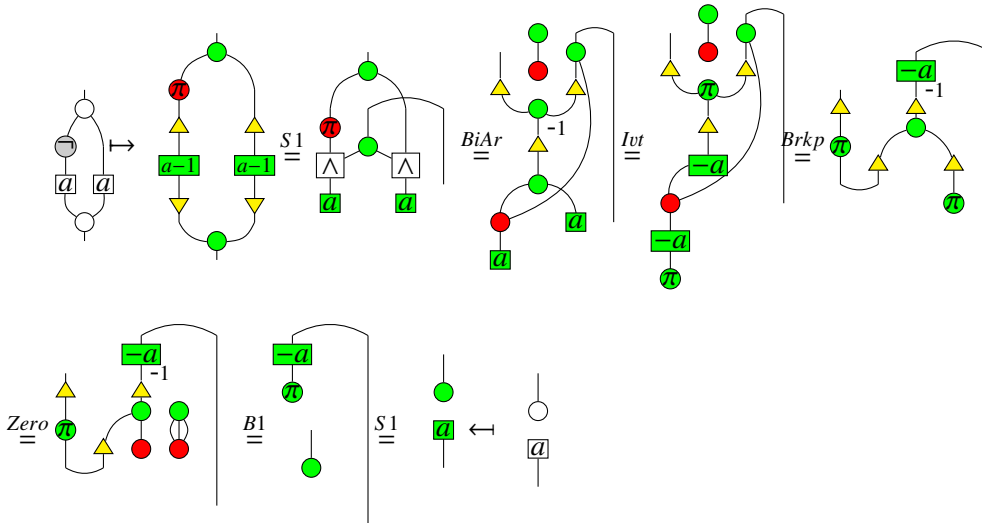 ¬
a a
↦
π
a−1 a−1
S1
=
π
∧ ∧
a a
BiAr
=
-1
a
a
Ivt
=
π
−a
−a
π
Brkp
=
−a
-1
π
π
Zero
=
−a
-1
π
B1
=
−a
π
S1
=
a
↤
a